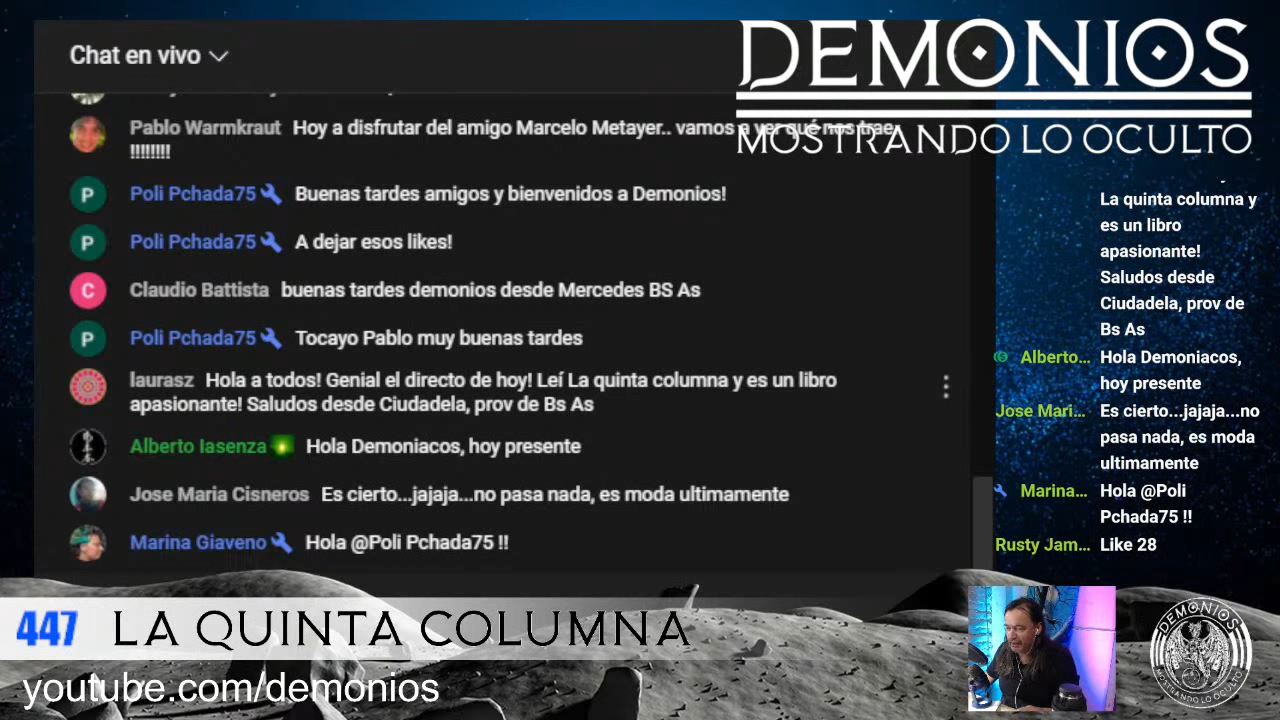 Chat en vivo
Pablo Warmkraut Hoy a disfrutar del amigo Marcelo Metayer.. vamos a ver qué nos trae
!!!!!!!!
P Poli Pchada75 Buenas tardes amigos y bienvenidos a Demonios!
P Poli Pchada75 A dejar esos likes!
C Claudio Battista buenas tardes demonios desde Mercedes BS As
P Poli Pchada75 Tocayo Pablo muy buenas tardes
laurasz Hola a todos! Genial el directo de hoy! Leí La quinta columna y es un libro
apasionante! Saludos desde Ciudadela, prov de Bs As
Alberto Iasenza Hola Demoniacos, hoy presente
Jose Maria Cisneros Es cierto...jajaja...no pasa nada, es moda ultimamente
Marina Giaveno Hola @Poli Pchada75 !!
DEMONIOS
MOSTRANDO LO OCULTO
La quinta columna y
es un libro
apasionante!
Saludos desde
Ciudadela, prov de
Bs As
Alberto... Hola Demoniacos,
hoy presente
Jose Mari... Es cierto...jajaja...no
pasa nada, es moda
ultimamente
Marina... Hola @Poli
Pchada75 !!
Rusty Jam... Like 28
447 LA QUINTA COLUMNA
youtube.com/demonios
DEMONIOS
MOSTRANDO LO OCULTO